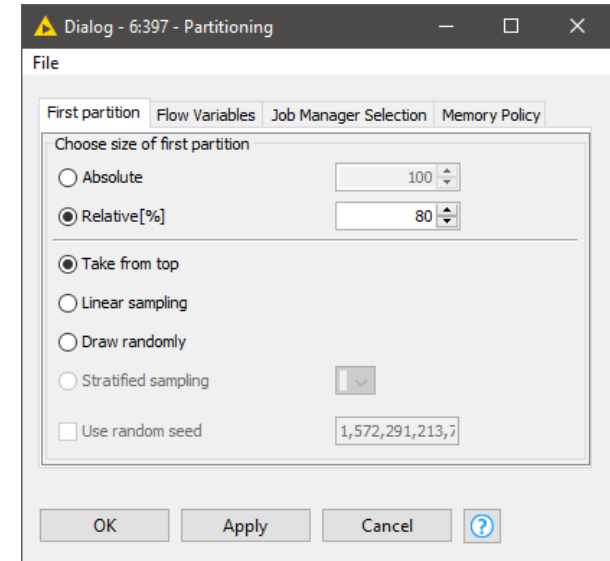 Dialog - 6:397 - Partitioning
File
First partition Flow Variables Job Manager Selection Memory Policy
Choose size of first partition
Absolute 100
Relative[%] 80
Take from top
Linear sampling
Draw randomly
Stratified sampling
Use random seed 1,572,291,213,7
OK Apply Cancel ?